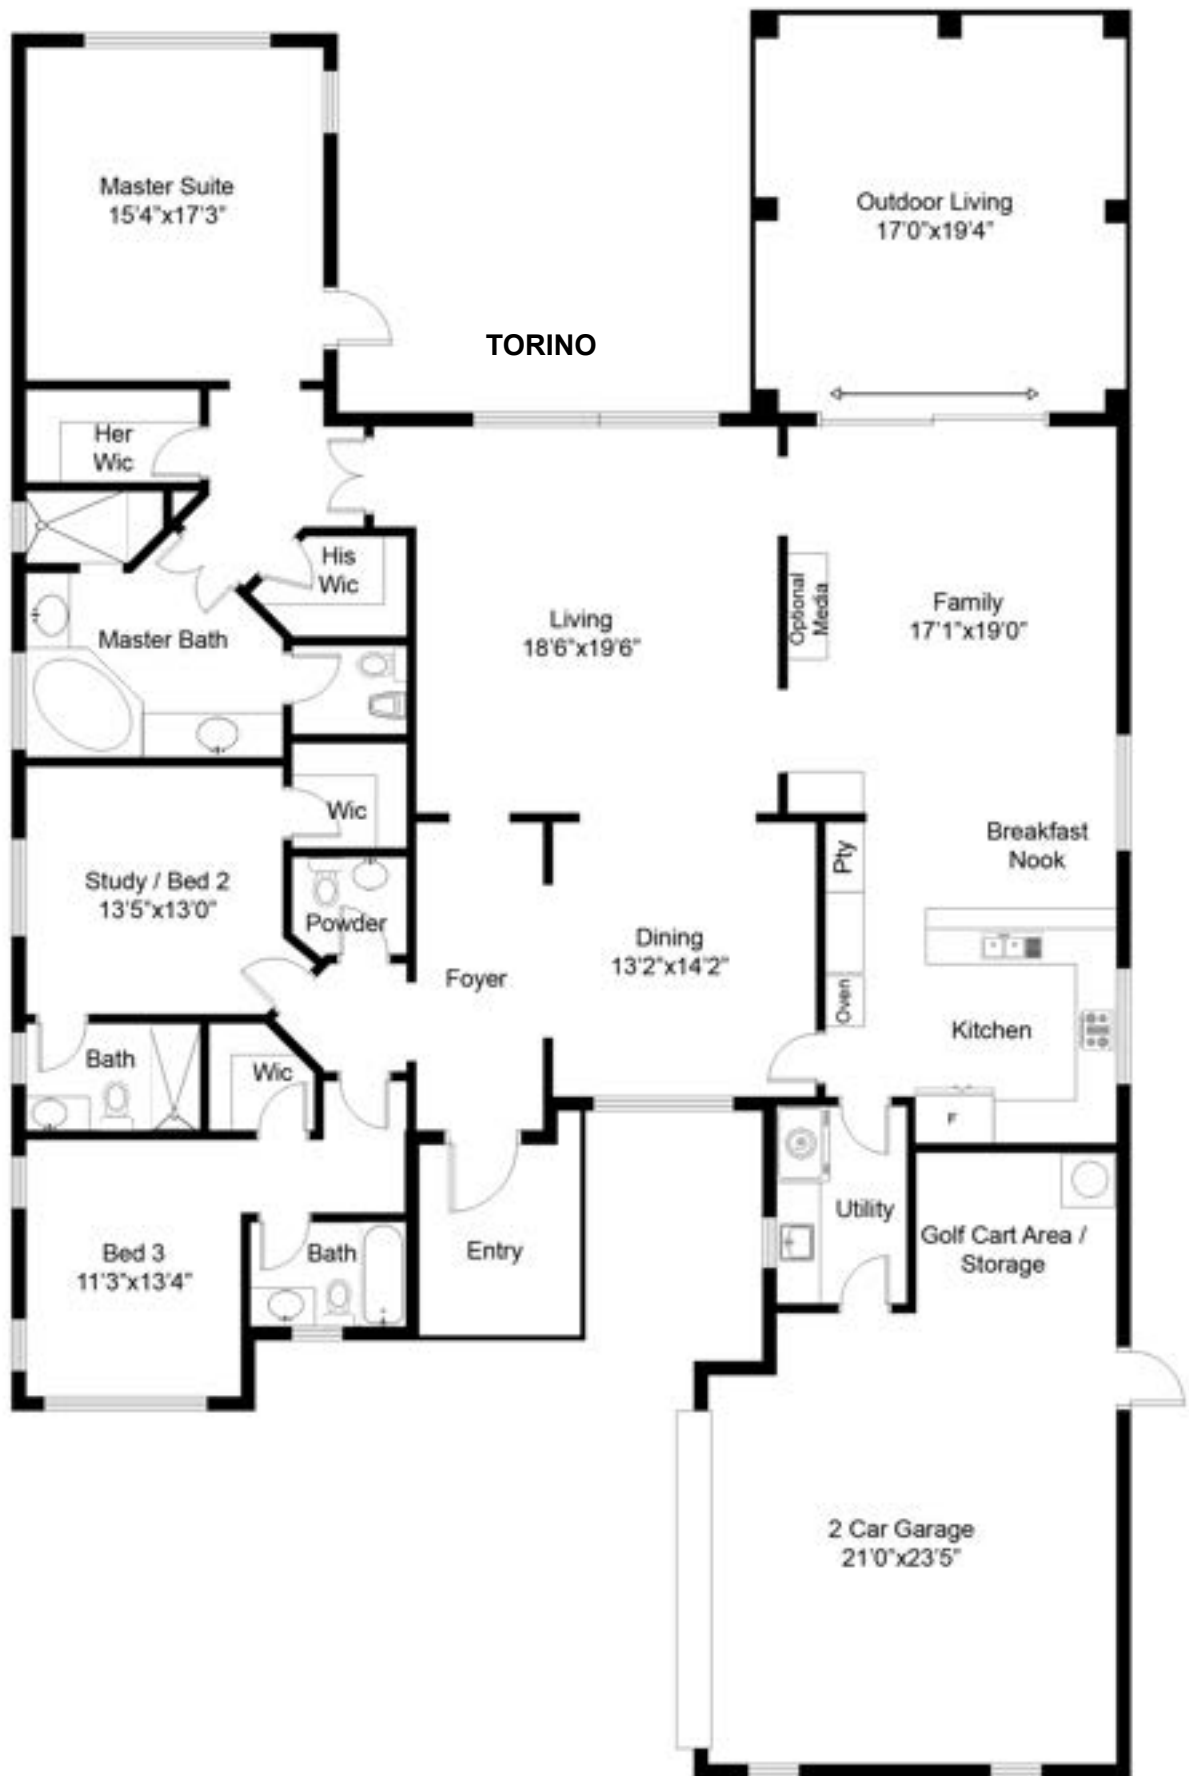 Master Suite
15'4"x17'3"
Outdoor Living
17'0"x19'4"
TORINO
Her
Wic
His
Wic
Master Bath
Living
18'6"x19'6"
Optional
Media
Family
17'1"x19'0"
Wic
Study / Bed 2
13'5"x13'0"
Powder
Foyer
Dining
13'2"x14'2"
Pty
Breakfast
Nook
Oven
Kitchen
F
Bath
Wic
Bed 3
11'3"x13'4"
Bath
Entry
Utility
Golf Cart Area /
Storage
2 Car Garage
21'0"x23'5"